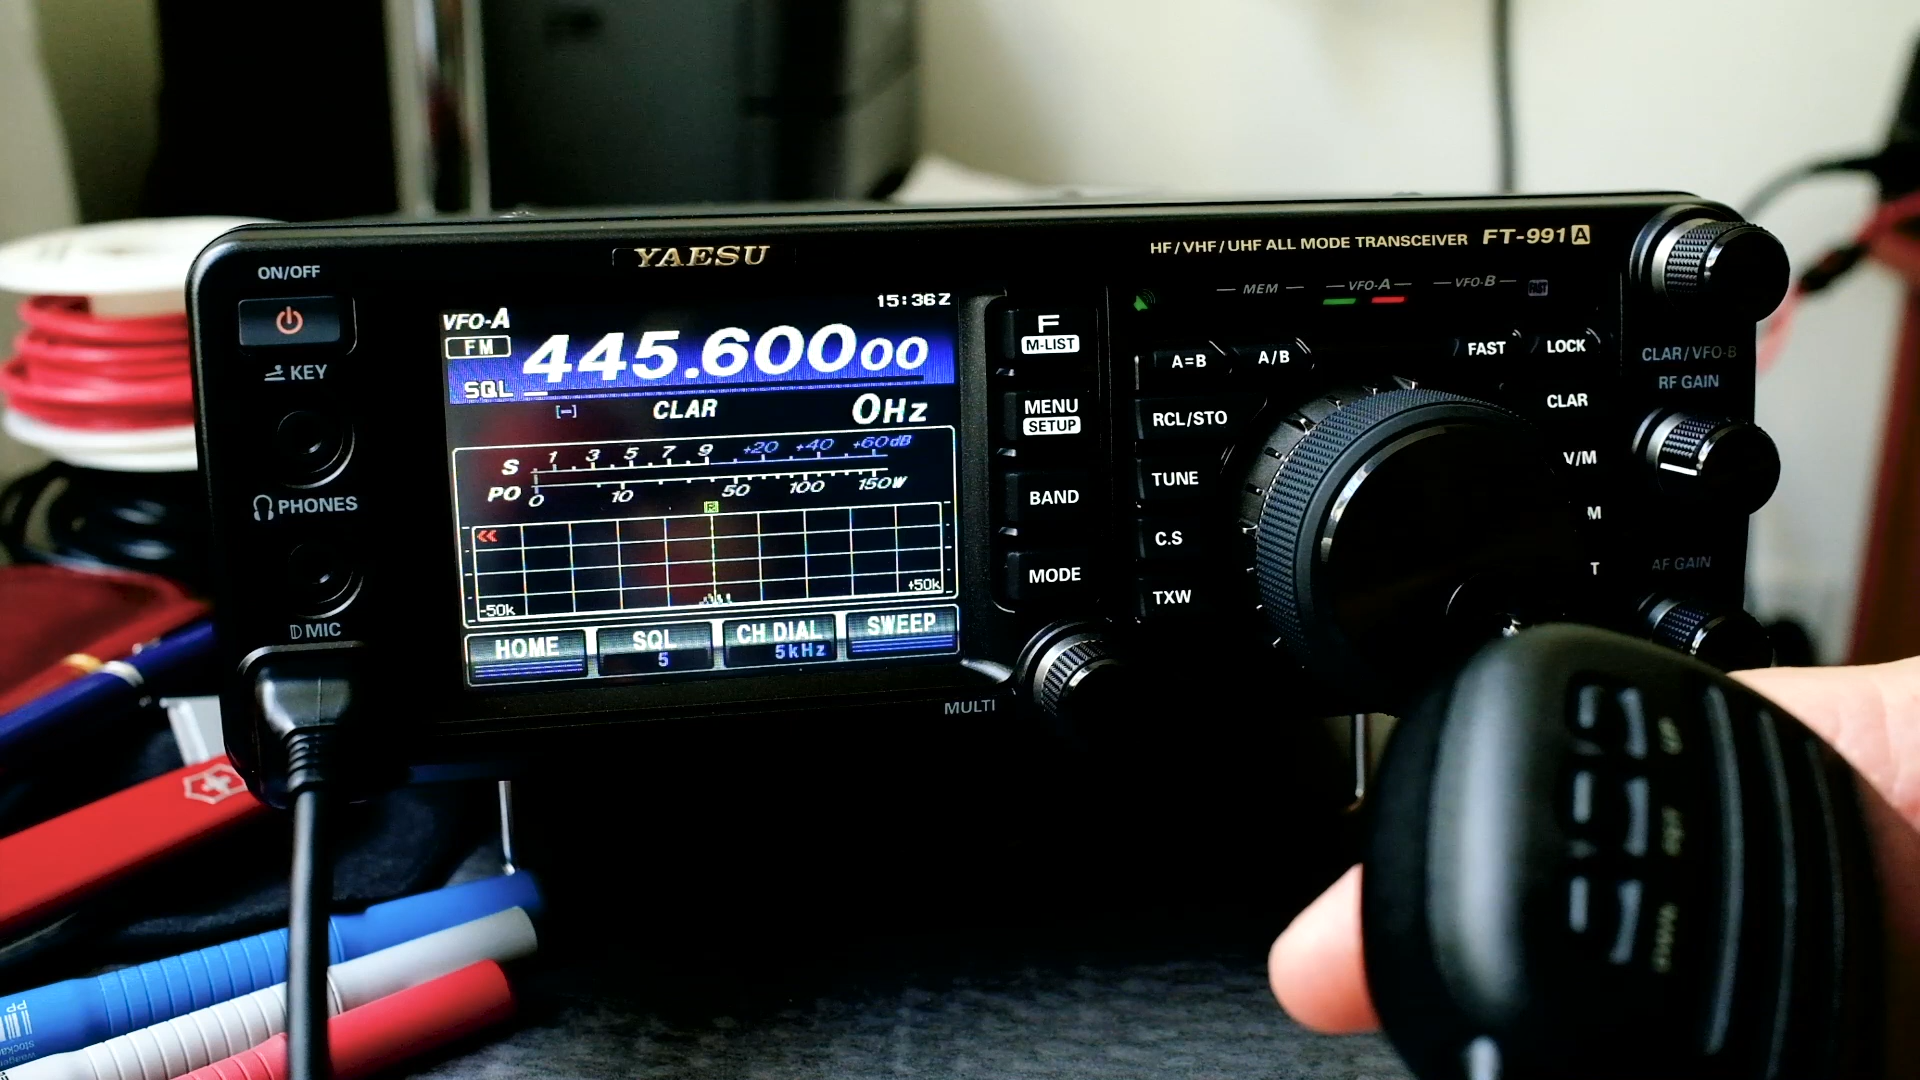 ON/OFF
KEY
PHONES
MIC
YAESU
HF/VHF/UHF ALL MODE TRANSCEIVER FT-991A
MEM VFO-A VFO-B
15:36Z
VFO-A
FM
445.60000
SQL
[-] CLAR 0Hz
S 1 3 5 7 9 +20 +40 +60dB
PO 0 10 50 100 150W
-50k +50k
HOME
SQL
5
CH DIAL
5kHz
SWEEP
MULTI
F
M-LIST
MENU
SETUP
BAND
MODE
A=B
A/B
RCL/STO
TUNE
C.S
TXW
FAST
LOCK
CLAR
V/M
M
T
CLAR/VFO-B
RF GAIN
AF GAIN
PP